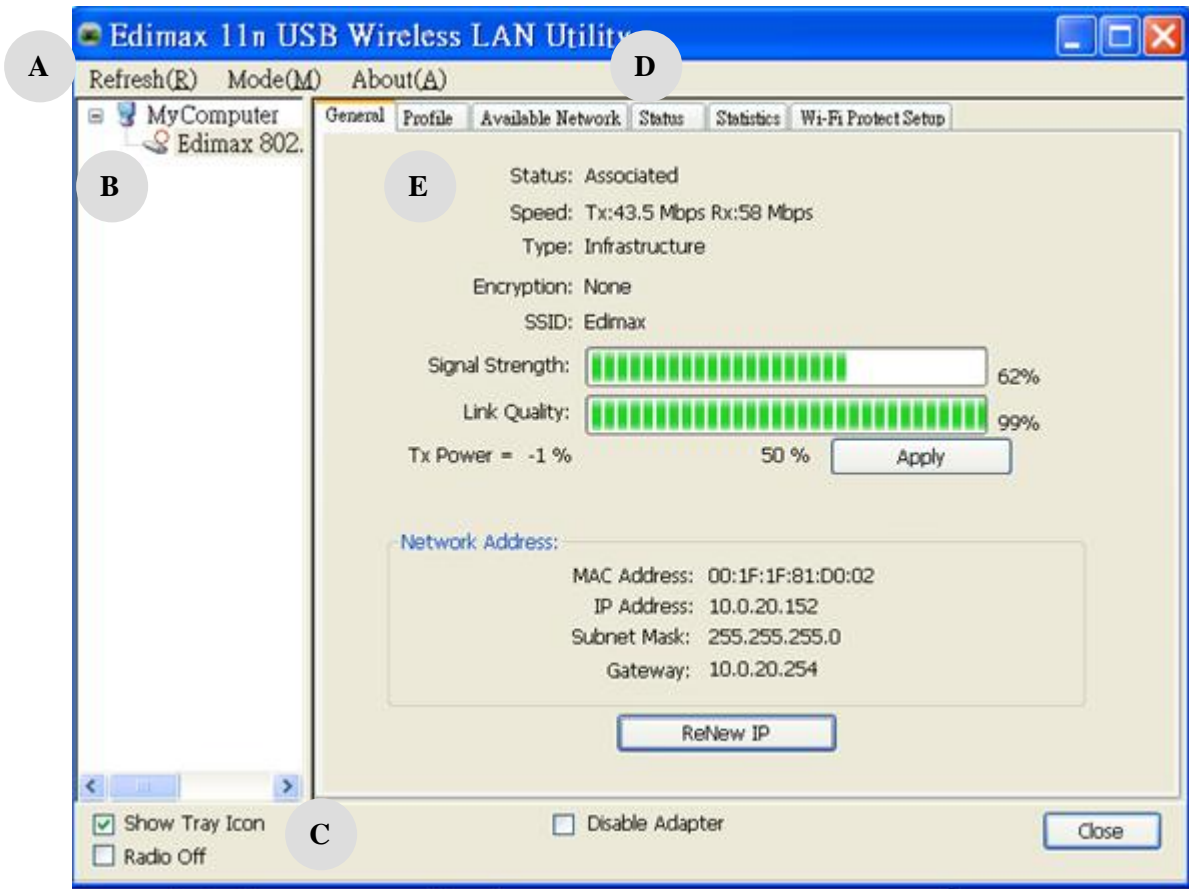 Edimax 11n USB Wireless LAN Utility
A
D
Refresh(R) Mode(M) About(A)
MyComputer
Edimax 802.
General Profile Available Network Status Statistics Wi-Fi Protect Setup
B
E
Status: Associated
Speed: Tx:43.5 Mbps Rx:58 Mbps
Type: Infrastructure
Encryption: None
SSID: Edimax
Signal Strength: 62%
Link Quality: 99%
Tx Power = -1 % 50 % Apply
Network Address:
MAC Address: 00:1F:1F:81:D0:02
IP Address: 10.0.20.152
Subnet Mask: 255.255.255.0
Gateway: 10.0.20.254
ReNew IP
Show Tray Icon
C
Disable Adapter
Close
Radio Off